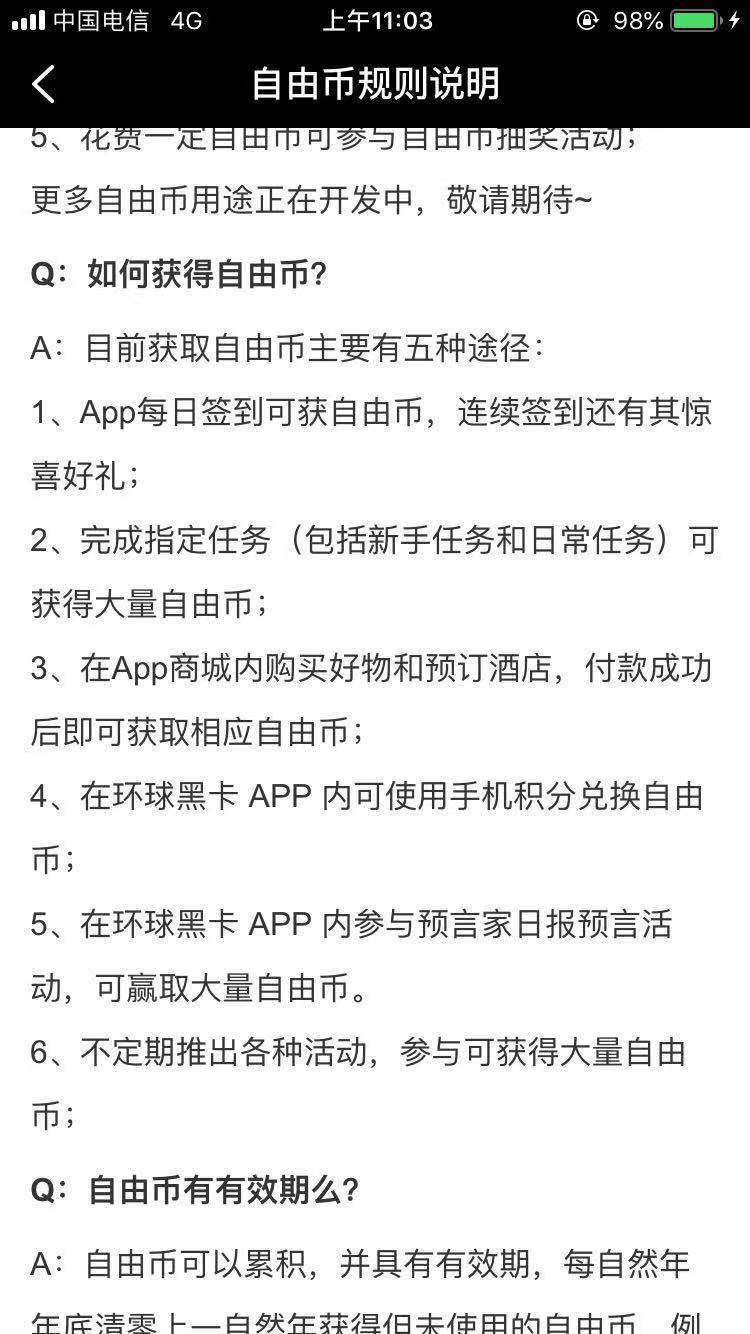 中国电信 4G 上午11:03 98%
自由币规则说明
5、花费一定自由币可参与自由币抽奖活动；
更多自由币用途正在开发中，敬请期待~
Q：如何获得自由币？
A：目前获取自由币主要有五种途径：
1、App每日签到可获自由币，连续签到还有其惊
喜好礼；
2、完成指定任务（包括新手任务和日常任务）可
获得大量自由币；
3、在App商城内购买好物和预订酒店，付款成功
后即可获取相应自由币；
4、在环球黑卡 APP 内可使用手机积分兑换自由
币；
5、在环球黑卡 APP 内参与预言家日报预言活
动，可赢取大量自由币。
6、不定期推出各种活动，参与可获得大量自由
币；
Q：自由币有有效期么？
A：自由币可以累积，并具有有效期，每自然年
年底清零上一自然年获得但未使用的自由币。例